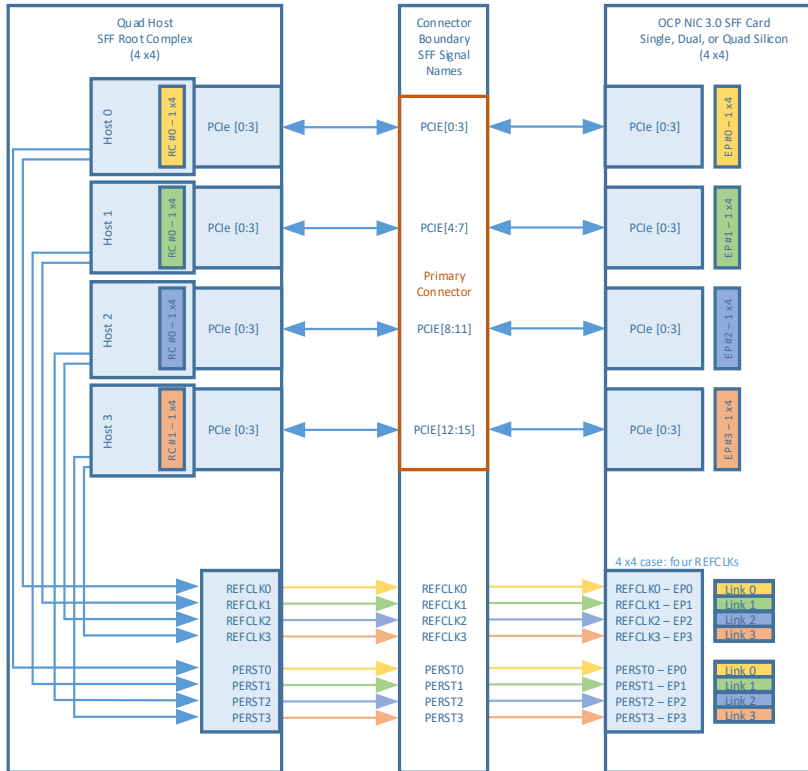 Quad Host
SFF Root Complex
(4 x4)
Connector
Boundary
SFF Signal
Names
OCP NIC 3.0 SFF Card
Single, Dual, or Quad Silicon
(4 x4)
Host 0
RC #0 – 1 x4
PCIe [0:3]
PCIE[0:3]
PCIe [0:3]
EP #0 – 1 x4
Host 1
RC #0 – 1 x4
PCIe [0:3]
PCIE[4:7]
PCIe [0:3]
EP #1 – 1 x4
Primary
Connector
Host 2
RC #0 – 1 x4
PCIe [0:3]
PCIE[8:11]
PCIe [0:3]
EP #2 – 1 x4
Host 3
RC #1 – 1 x4
PCIe [0:3]
PCIE[12:15]
PCIe [0:3]
EP #3 – 1 x4
4 x4 case: four REFCLKs
REFCLK0
REFCLK0
REFCLK0 – EP0
Link 0
REFCLK1
REFCLK1
REFCLK1 – EP1
Link 1
REFCLK2
REFCLK2
REFCLK2 – EP2
Link 2
REFCLK3
REFCLK3
REFCLK3 – EP3
Link 3
PERST0
PERST0
PERST0 – EP0
Link 0
PERST1
PERST1
PERST1 – EP1
Link 1
PERST2
PERST2
PERST2 – EP2
Link 2
PERST3
PERST3
PERST3 – EP3
Link 3